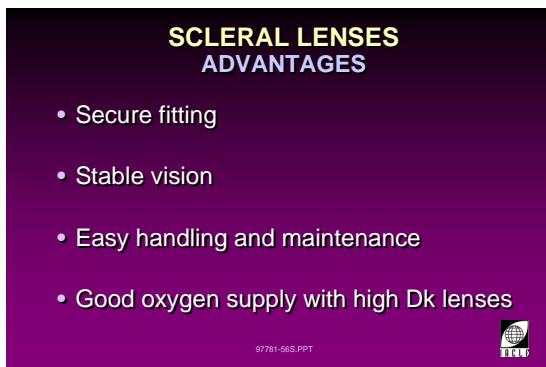 SCLERAL LENSES
ADVANTAGES
• Secure fitting
• Stable vision
• Easy handling and maintenance
• Good oxygen supply with high Dk lenses
97781-56S.PPT
IACLE